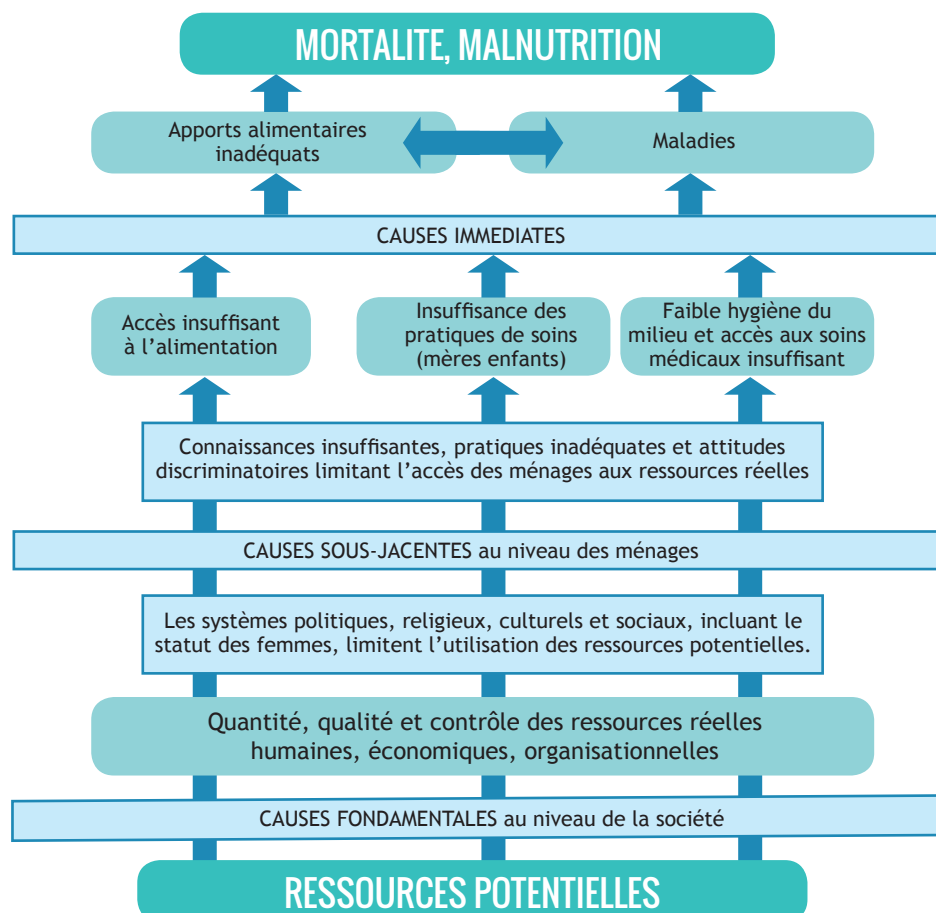 MORTALITE, MALNUTRITION
Apports alimentaires
inadéquats
Maladies
CAUSES IMMEDIATES
Accès insuffisant
à l’alimentation
Insuffisance des
pratiques de soins
(mères enfants)
Faible hygiène du
milieu et accès aux soins
médicaux insuffisant
Connaissances insuffisantes, pratiques inadéquates et attitudes
discriminatoires limitant l’accès des ménages aux ressources réelles
CAUSES SOUS-JACENTES au niveau des ménages
Les systèmes politiques, religieux, culturels et sociaux, incluant le
statut des femmes, limitent l’utilisation des ressources potentielles.
Quantité, qualité et contrôle des ressources réelles
humaines, économiques, organisationnelles
CAUSES FONDAMENTALES au niveau de la société
RESSOURCES POTENTIELLES